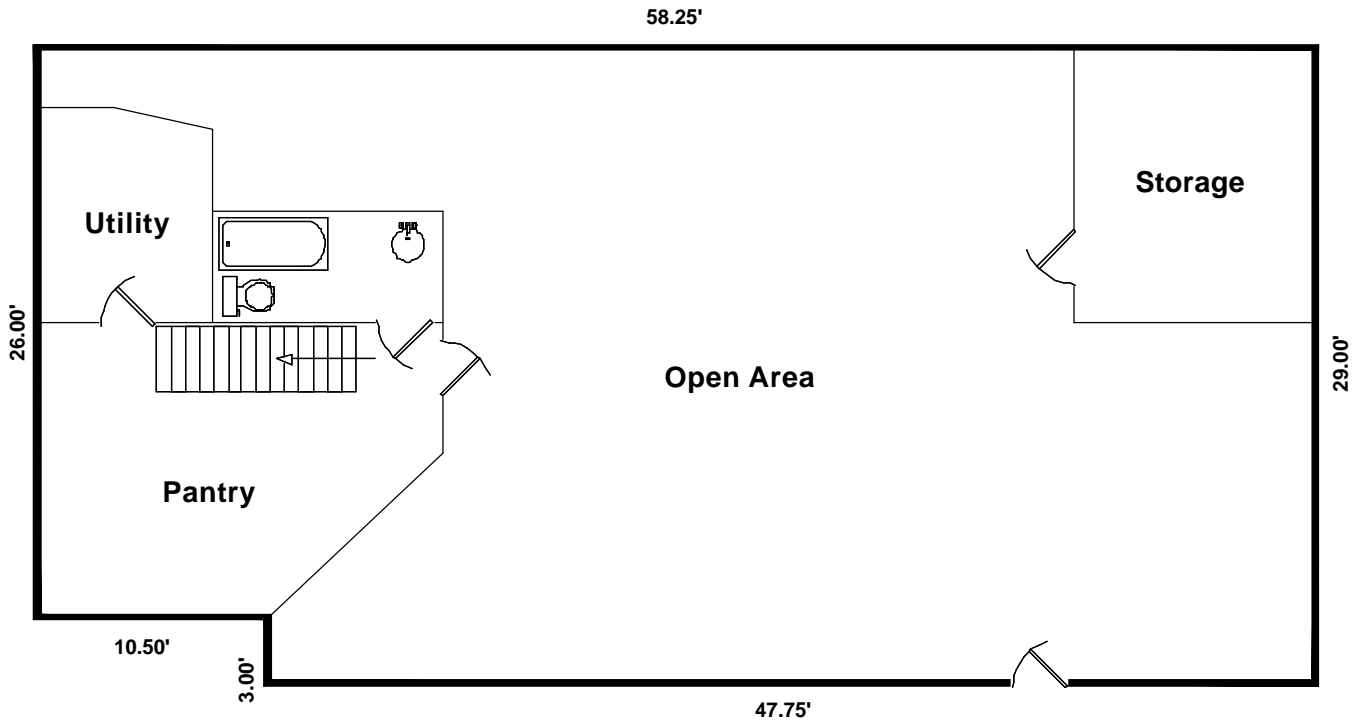 58.25'
Storage
Utility
26.00'
29.00'
Open Area
Pantry
10.50'
3.00'
47.75'